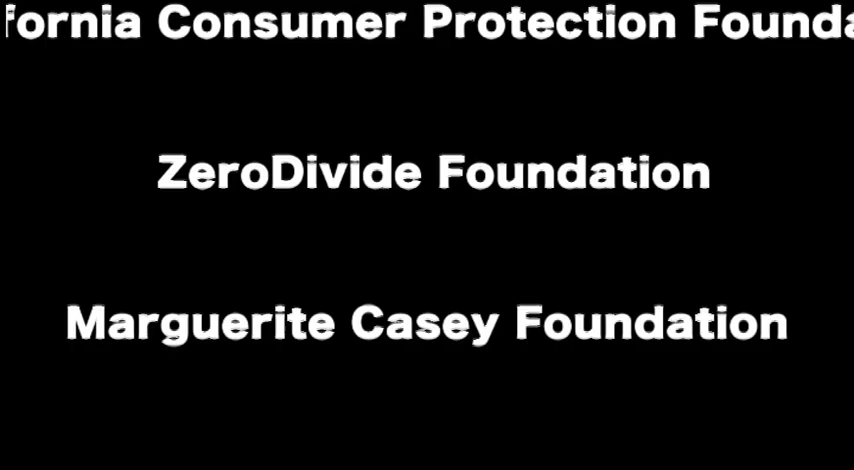 fornia Consumer Protection Founda
ZeroDivide Foundation
Marguerite Casey Foundation